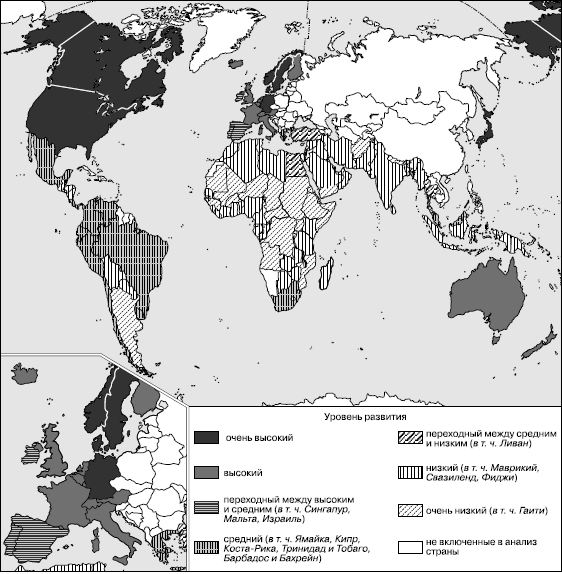 Уровень развития
очень высокий
высокий
переходный между высоким
и средним (в т. ч. Сингапур,
Мальта, Израиль)
средний (в т. ч. Ямайка, Кипр,
Коста-Рика, Тринидад и Тобаго,
Барбадос и Бахрейн)
переходный между средним
и низким (в т. ч. Ливан)
низкий (в т. ч. Маврикий,
Свазиленд, Фиджи)
очень низкий (в т. ч. Гаити)
не включенные в анализ
страны